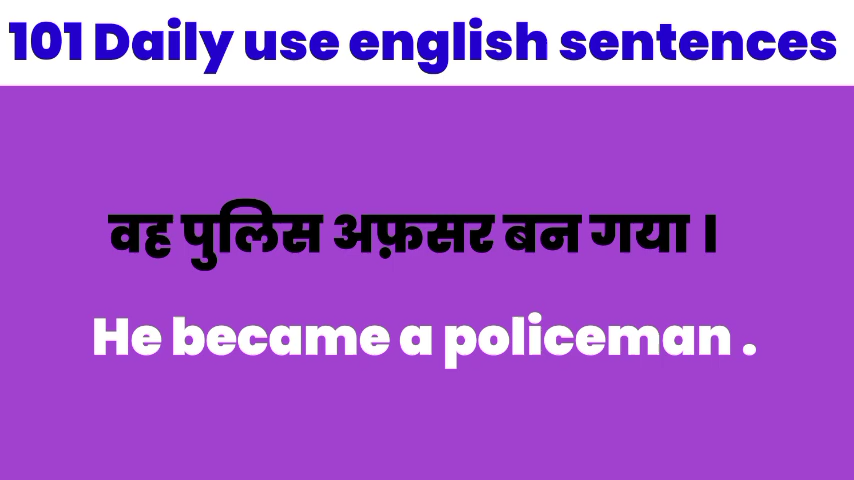 101 Daily use english sentences
वह पुलिस अफ़सर बन गया ।
He became a policeman .